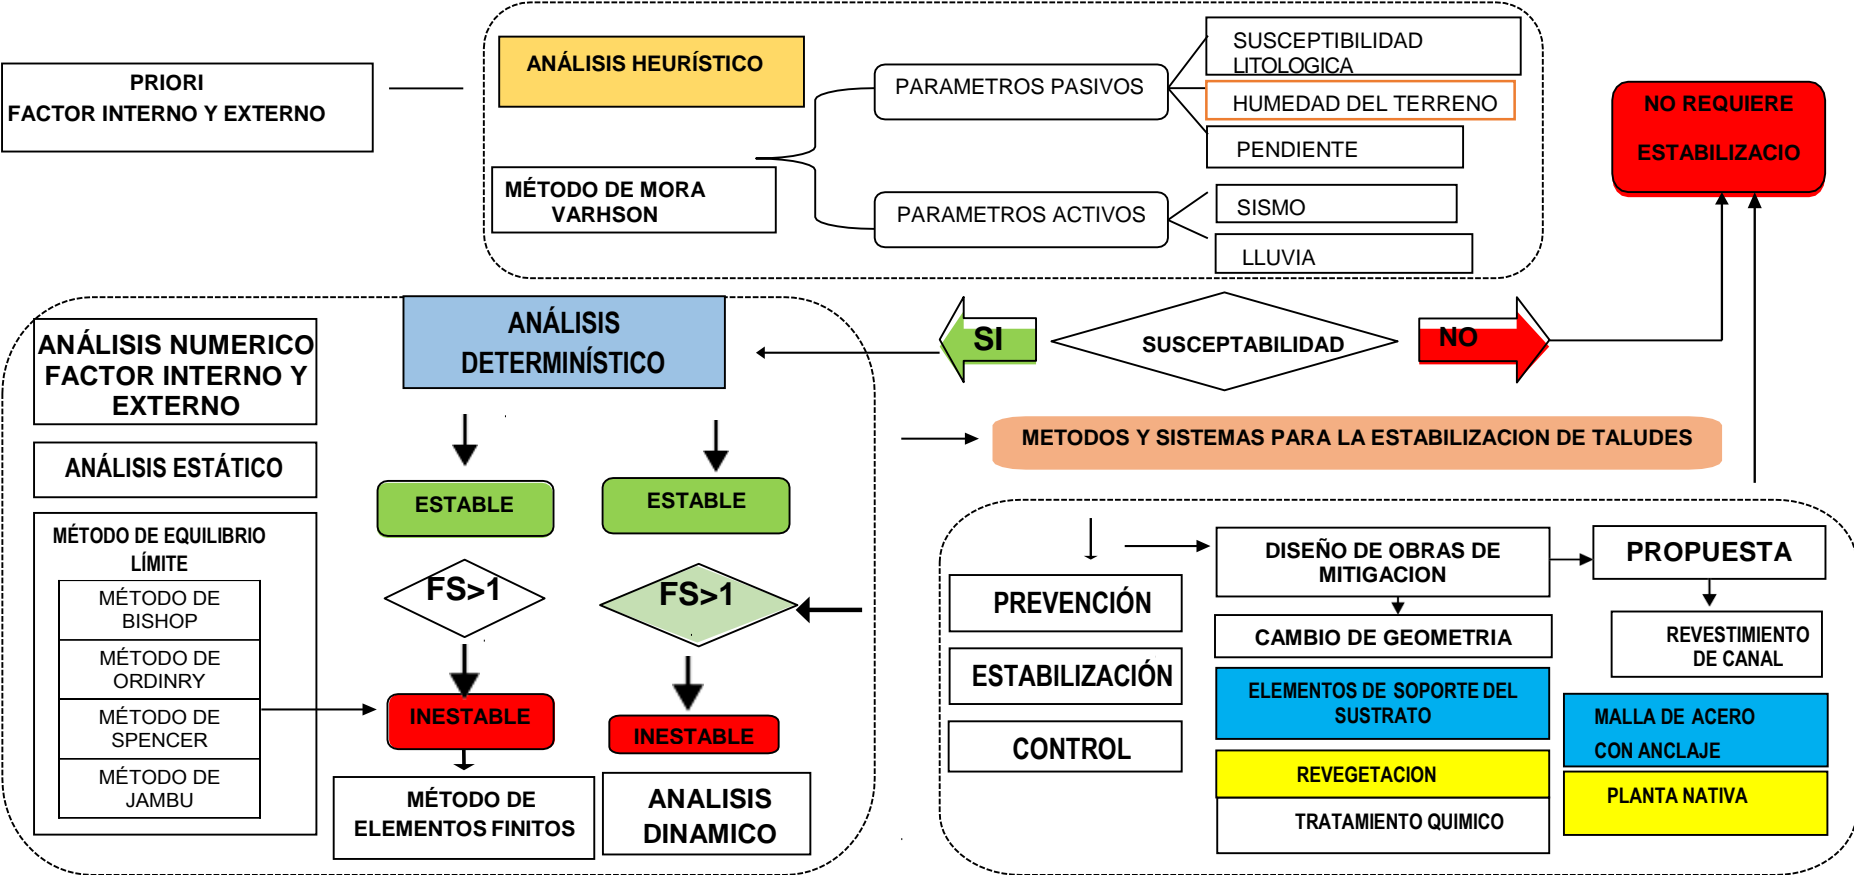 PRIORI
FACTOR INTERNO Y EXTERNO
ANÁLISIS HEURÍSTICO
MÉTODO DE MORA
VARHSON
PARAMETROS PASIVOS
SUSCEPTIBILIDAD
LITOLOGICA
HUMEDAD DEL TERRENO
PENDIENTE
PARAMETROS ACTIVOS
SISMO
LLUVIA
NO REQUIERE
ESTABILIZACIO
SI
SUSCEPTABILIDAD
NO
ANÁLISIS NUMERICO
FACTOR INTERNO Y
EXTERNO
ANÁLISIS
DETERMINÍSTICO
ANÁLISIS ESTÁTICO
MÉTODO DE EQUILIBRIO
LÍMITE
MÉTODO DE
BISHOP
MÉTODO DE
ORDINRY
MÉTODO DE
SPENCER
MÉTODO DE
JAMBU
ESTABLE
FS>1
INESTABLE
MÉTODO DE
ELEMENTOS FINITOS
ESTABLE
FS>1
INESTABLE
ANALISIS
DINAMICO
METODOS Y SISTEMAS PARA LA ESTABILIZACION DE TALUDES
PREVENCIÓN
ESTABILIZACIÓN
CONTROL
DISEÑO DE OBRAS DE
MITIGACION
CAMBIO DE GEOMETRIA
ELEMENTOS DE SOPORTE DEL
SUSTRATO
REVEGETACION
TRATAMIENTO QUIMICO
PROPUESTA
REVESTIMIENTO
DE CANAL
MALLA DE ACERO
CON ANCLAJE
PLANTA NATIVA